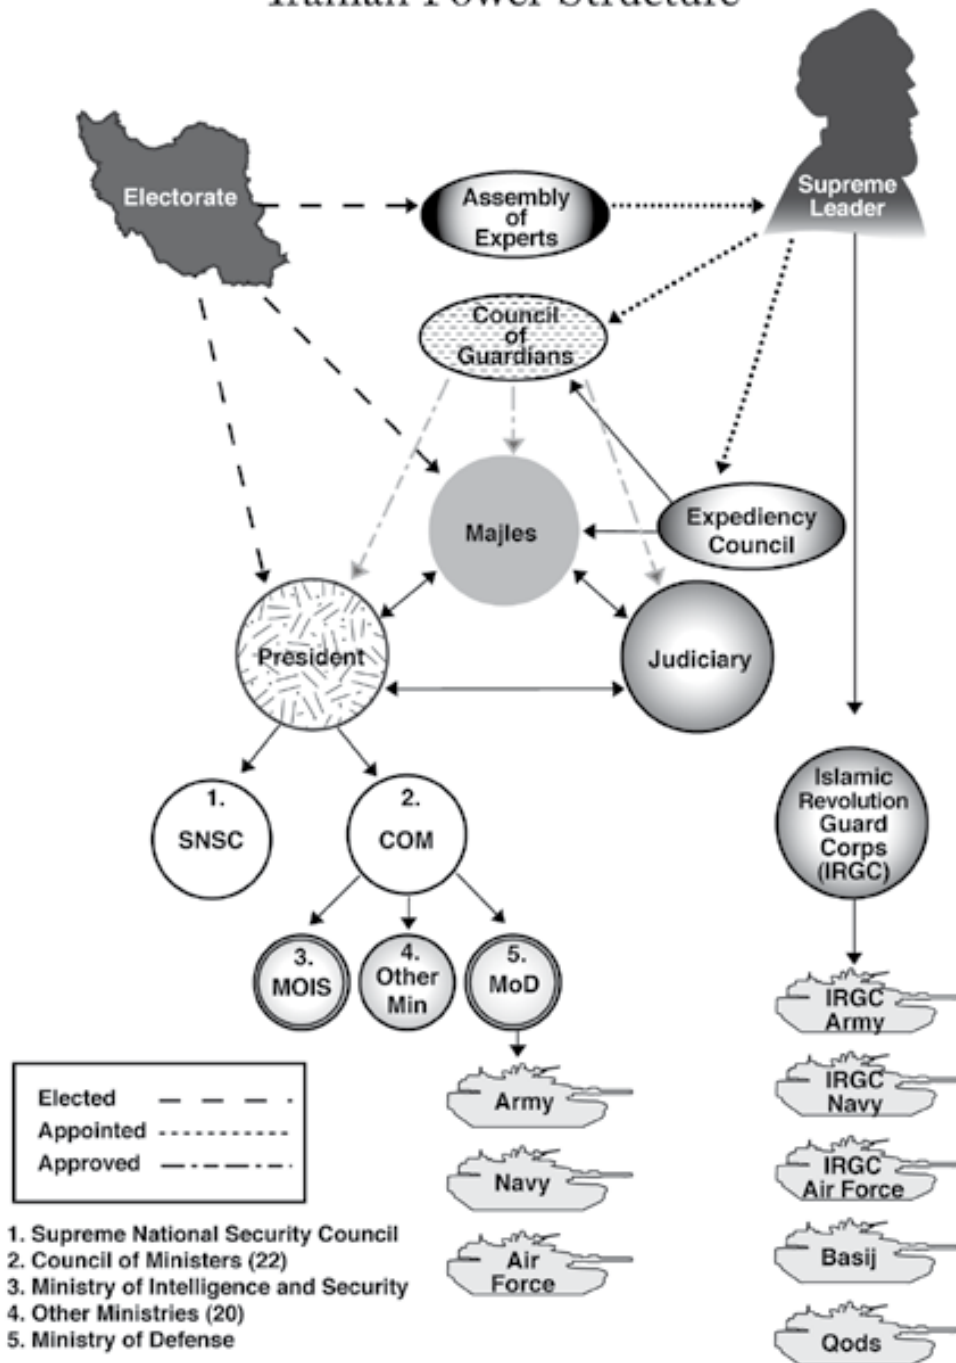 Iranian Power Structure
Electorate
Assembly
of
Experts
Supreme
Leader
Council
of
Guardians
Majles
Expediency
Council
President
Judiciary
1.
SNSC
2.
COM
Islamic
Revolution
Guard
Corps
(IRGC)
3.
MOIS
4.
Other
Min
5.
MoD
IRGC
Army
IRGC
Navy
IRGC
Air Force
Basij
Qods
Army
Navy
Air
Force
Elected
Appointed
Approved
1. Supreme National Security Council
2. Council of Ministers (22)
3. Ministry of Intelligence and Security
4. Other Ministries (20)
5. Ministry of Defense